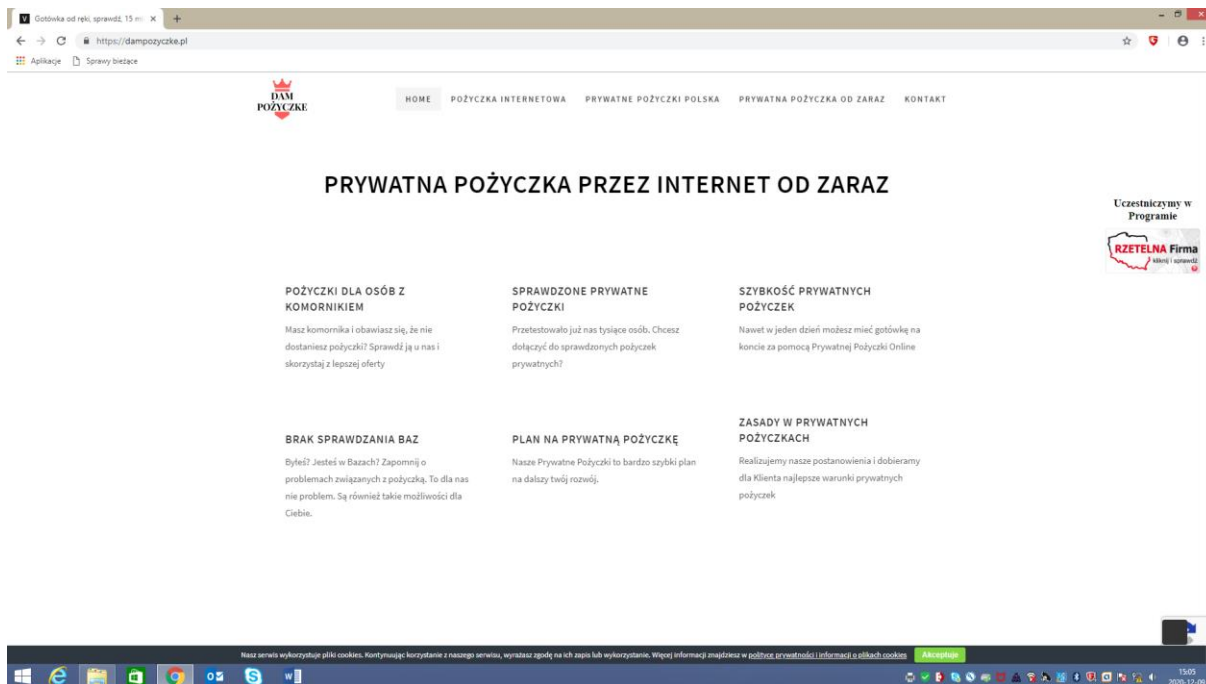 Gotówka od ręki, sprawdź, 15 m
https://dampozyczke.pl
Aplikacje
Sprawy bieżące
DAM
POŻYCZKE
HOME
POŻYCZKA INTERNETOWA
PRYWATNE POŻYCZKI POLSKA
PRYWATNA POŻYCZKA OD ZARAZ
KONTAKT
PRYWATNA POŻYCZKA PRZEZ INTERNET OD ZARAZ
Uczestniczymy w
Programie
RZETELNA Firma
kliknij i sprawdź
POŻYCZKI DLA OSÓB Z
KOMORNIKIEM
Masz komornika i obawiasz się, że nie
dostaniesz pożyczki? Sprawdź ją u nas i
skorzystaj z lepszej oferty
SPRAWDZONE PRYWATNE
POŻYCZKI
Przetestowało już nas tysiące osób. Chcesz
dołączyć do sprawdzonych pożyczek
prywatnych?
SZYBKOŚĆ PRYWATNYCH
POŻYCZEK
Nawet w jeden dzień możesz mieć gotówkę na
koncie za pomocą Prywatnej Pożyczki Online
BRAK SPRAWDZANIA BAZ
Byłeś? Jesteś w Bazach? Zapomnij o
problemach związanych z pożyczką. To dla nas
nie problem. Są również takie możliwości dla
Ciebie.
PLAN NA PRYWATNĄ POŻYCZKĘ
Nasze Prywatne Pożyczki to bardzo szybki plan
na dalszy twój rozwój.
ZASADY W PRYWATNYCH
POŻYCZKACH
Realizujemy nasze postanowienia i dobieramy
dla Klienta najlepsze warunki prywatnych
pożyczek
Nasz serwis wykorzystuje pliki cookies. Kontynuując korzystanie z naszego serwisu, wyrażasz zgodę na ich zapis lub wykorzystanie. Więcej informacji znajdziesz w polityce prywatności i informacji o plikach cookies
Akceptuje
15:05
2020-12-09